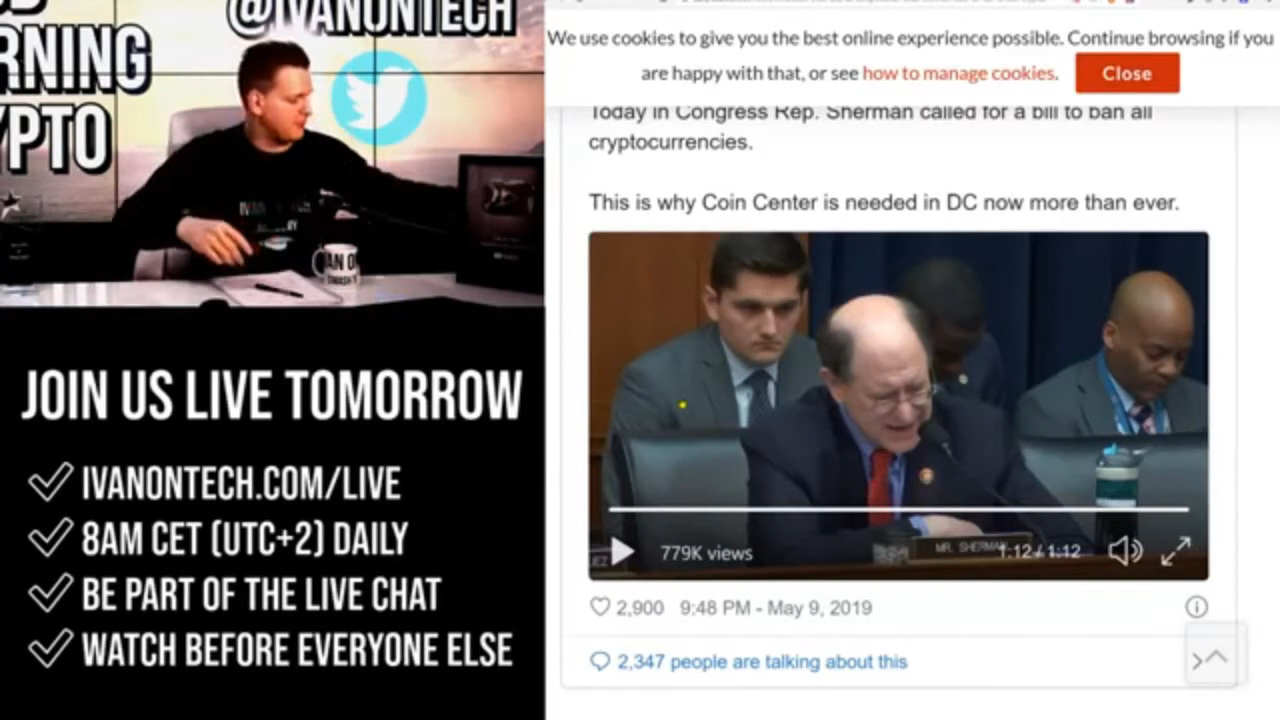 @IVANONTECH
JOIN US LIVE TOMORROW
IVANONTECH.COM/LIVE
8AM CET (UTC+2) DAILY
BE PART OF THE LIVE CHAT
WATCH BEFORE EVERYONE ELSE
We use cookies to give you the best online experience possible. Continue browsing if you
are happy with that, or see how to manage cookies.
Close
Today in Congress Rep. Sherman called for a bill to ban all
cryptocurrencies.
This is why Coin Center is needed in DC now more than ever.
MR. SHERMAN
779K views
1:12 / 1:12
2,900 9:48 PM - May 9, 2019
2,347 people are talking about this